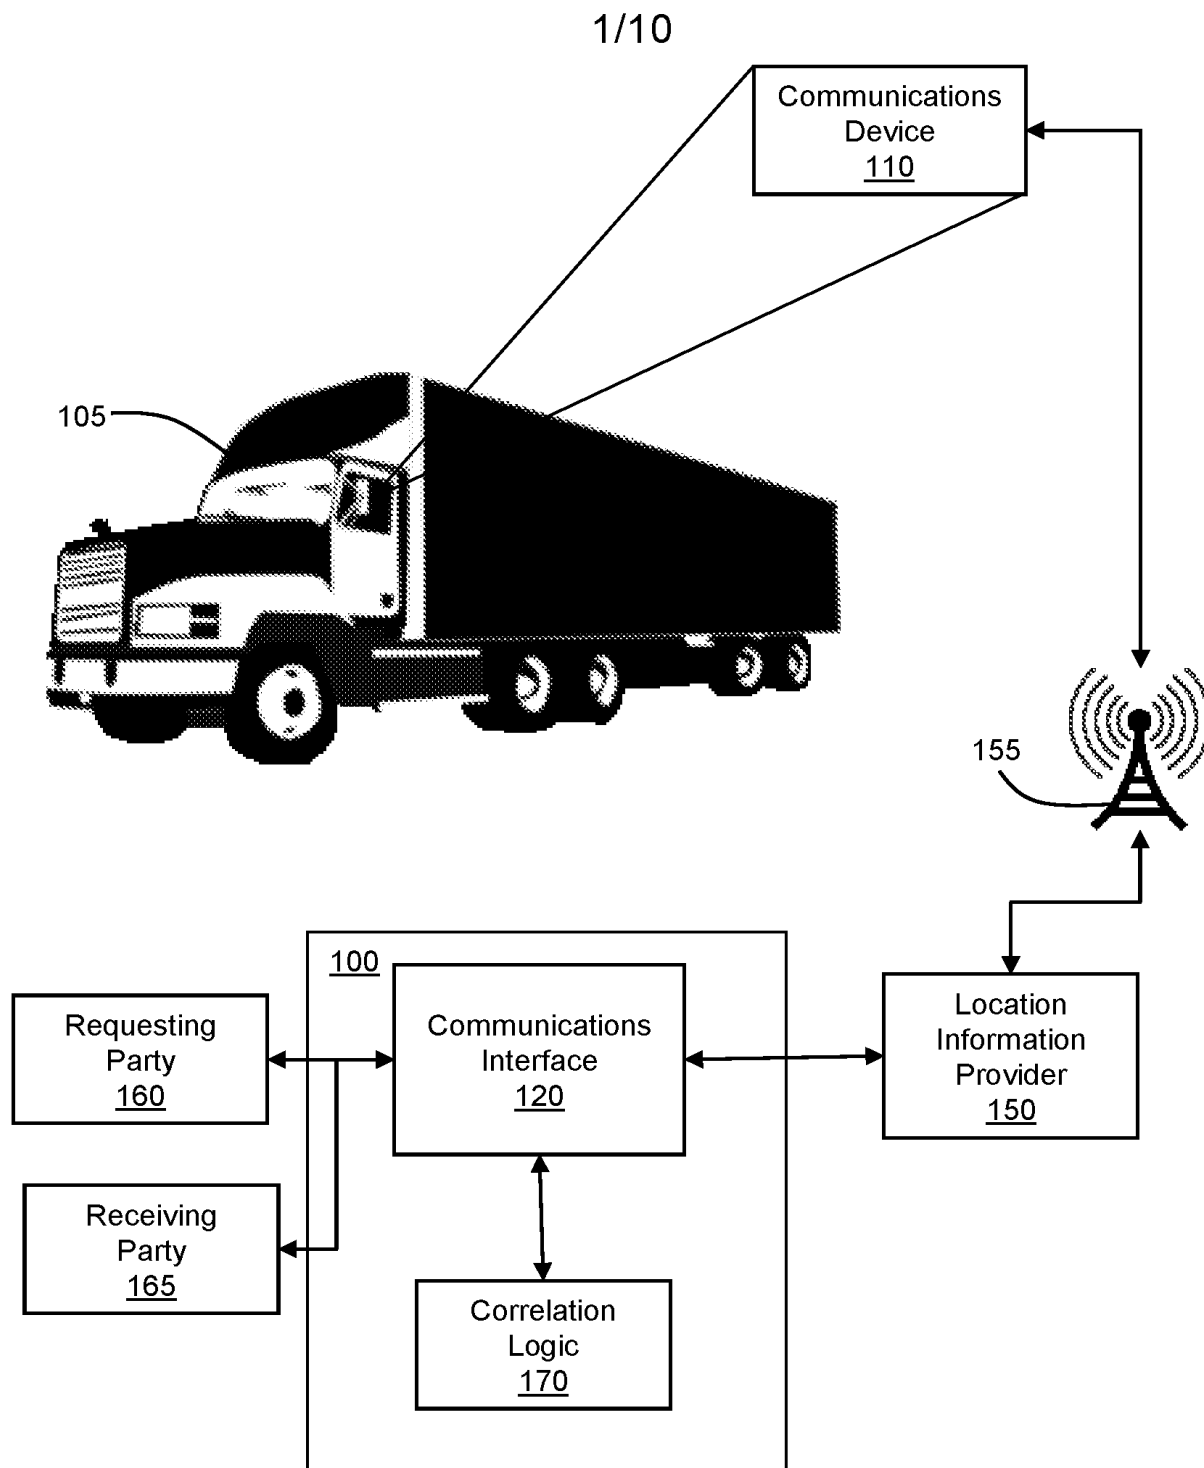 1/10
Communications
Device
110
105
155
100
Communications
Interface
120
Requesting
Party
160
Location
Information
Provider
150
Receiving
Party
165
Correlation
Logic
170